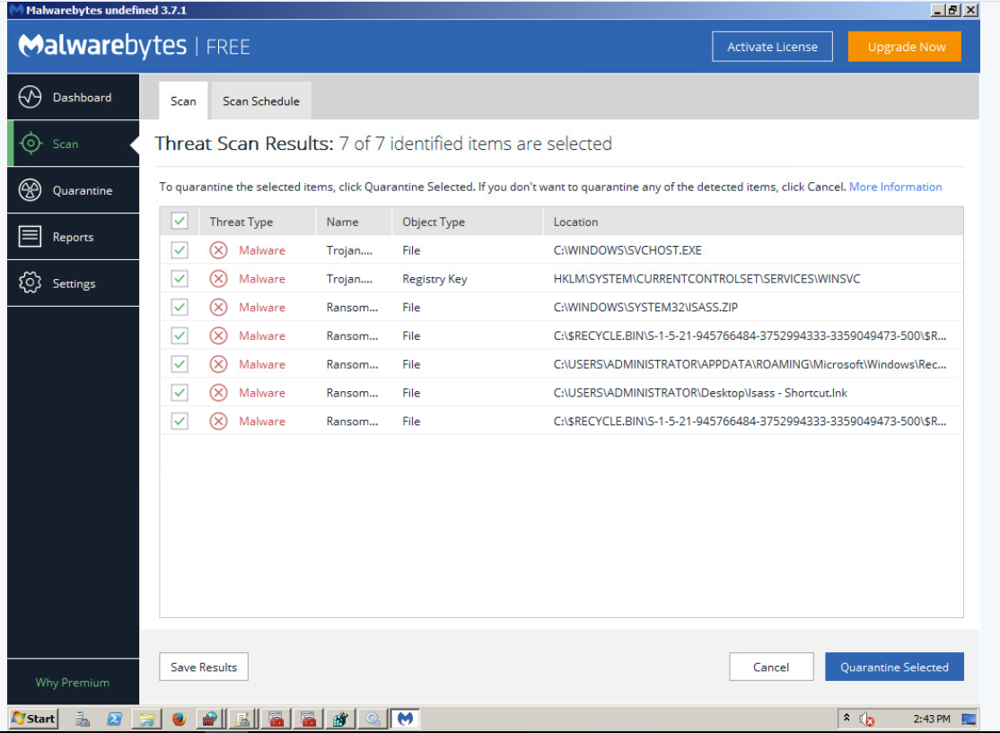 Malwarebytes undefined 3.7.1
Malwarebytes | FREE
Activate License
Upgrade Now
Dashboard
Scan
Quarantine
Reports
Settings
Why Premium
Scan
Scan Schedule
Threat Scan Results: 7 of 7 identified items are selected
To quarantine the selected items, click Quarantine Selected. If you don't want to quarantine any of the detected items, click Cancel. More Information
Threat Type Name Object Type Location
Malware Trojan.... File C:\WINDOWS\SVCHOST.EXE
Malware Trojan.... Registry Key HKLM\SYSTEM\CURRENTCONTROLSET\SERVICES\WINSVC
Malware Ransom... File C:\WINDOWS\SYSTEM32\ISASS.ZIP
Malware Ransom... File C:\$RECYCLE.BIN\S-1-5-21-945766484-3752994333-3359049473-500\$R...
Malware Ransom... File C:\USERS\ADMINISTRATOR\APPDATA\ROAMING\Microsoft\Windows\Rec...
Malware Ransom... File C:\USERS\ADMINISTRATOR\Desktop\Isass - Shortcut.lnk
Malware Ransom... File C:\$RECYCLE.BIN\S-1-5-21-945766484-3752994333-3359049473-500\$R...
Save Results
Cancel
Quarantine Selected
Start
2:43 PM